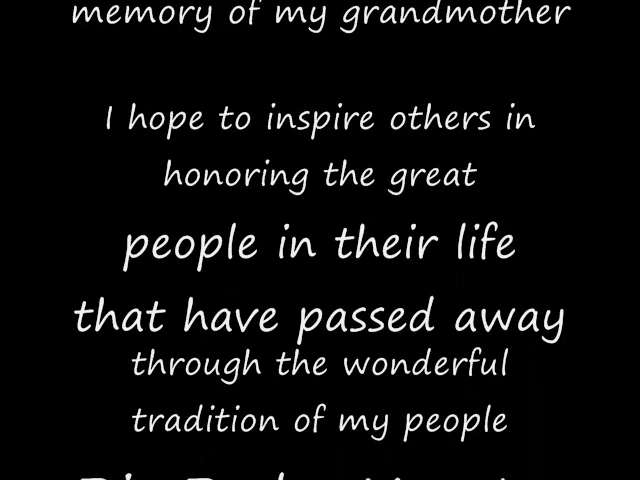 memory of my grandmother
I hope to inspire others in
honoring the great
people in their life
that have passed away
through the wonderful
tradition of my people